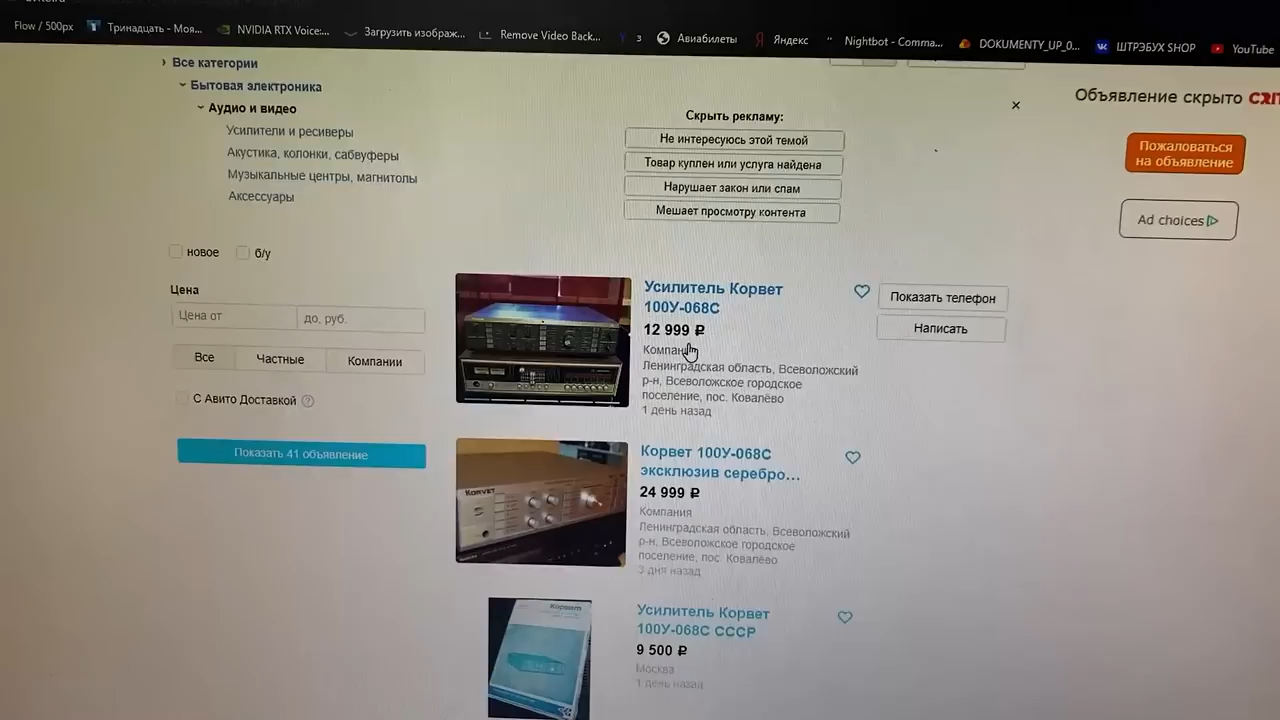 Flow / 500px
Тринадцать - Моя...
NVIDIA RTX Voice:...
Загрузить изображ...
Remove Video Back...
з
Авиабилеты
Яндекс
Nightbot - Comma...
DOKUMENTY_UP_0...
ШТРЭБУХ SHOP
YouTube
Все категории
Бытовая электроника
Аудио и видео
Усилители и ресиверы
Акустика, колонки, сабвуферы
Музыкальные центры, магнитолы
Аксессуары
новое
б/у
Цена
Цена от
до, руб.
Все
Частные
Компании
С Авито Доставкой
Показать 41 объявление
Скрыть рекламу:
Не интересуюсь этой темой
Товар куплен или услуга найдена
Нарушает закон или спам
Мешает просмотру контента
Объявление скрыто
Пожаловаться
на объявление
Ad choices
Усилитель Корвет
100У-068С
12 999 ₽
Компания
Ленинградская область, Всеволожский
р-н, Всеволожское городское
поселение, пос. Ковалёво
1 день назад
Показать телефон
Написать
KORVET
Корвет 100У-068С
эксклюзив серебро...
24 999 ₽
Компания
Ленинградская область, Всеволожский
р-н, Всеволожское городское
поселение, пос. Ковалёво
3 дня назад
Корвет
Усилитель Корвет
100У-068С СССР
9 500 ₽
Москва
1 день назад